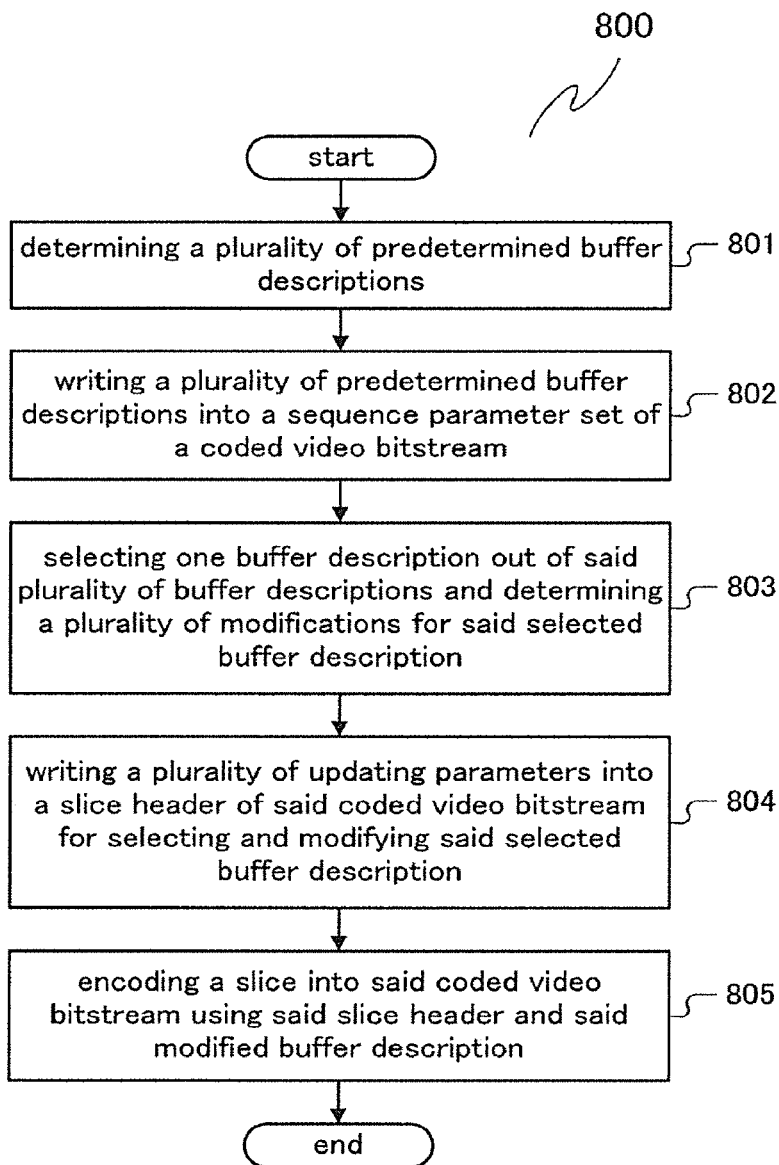 800
start
determining a plurality of predetermined buffer
descriptions
801
writing a plurality of predetermined buffer
descriptions into a sequence parameter set of
a coded video bitstream
802
selecting one buffer description out of said
plurality of buffer descriptions and determining
a plurality of modifications for said selected
buffer description
803
writing a plurality of updating parameters into
a slice header of said coded video bitstream
for selecting and modifying said selected
buffer description
804
encoding a slice into said coded video
bitstream using said slice header and said
modified buffer description
805
end